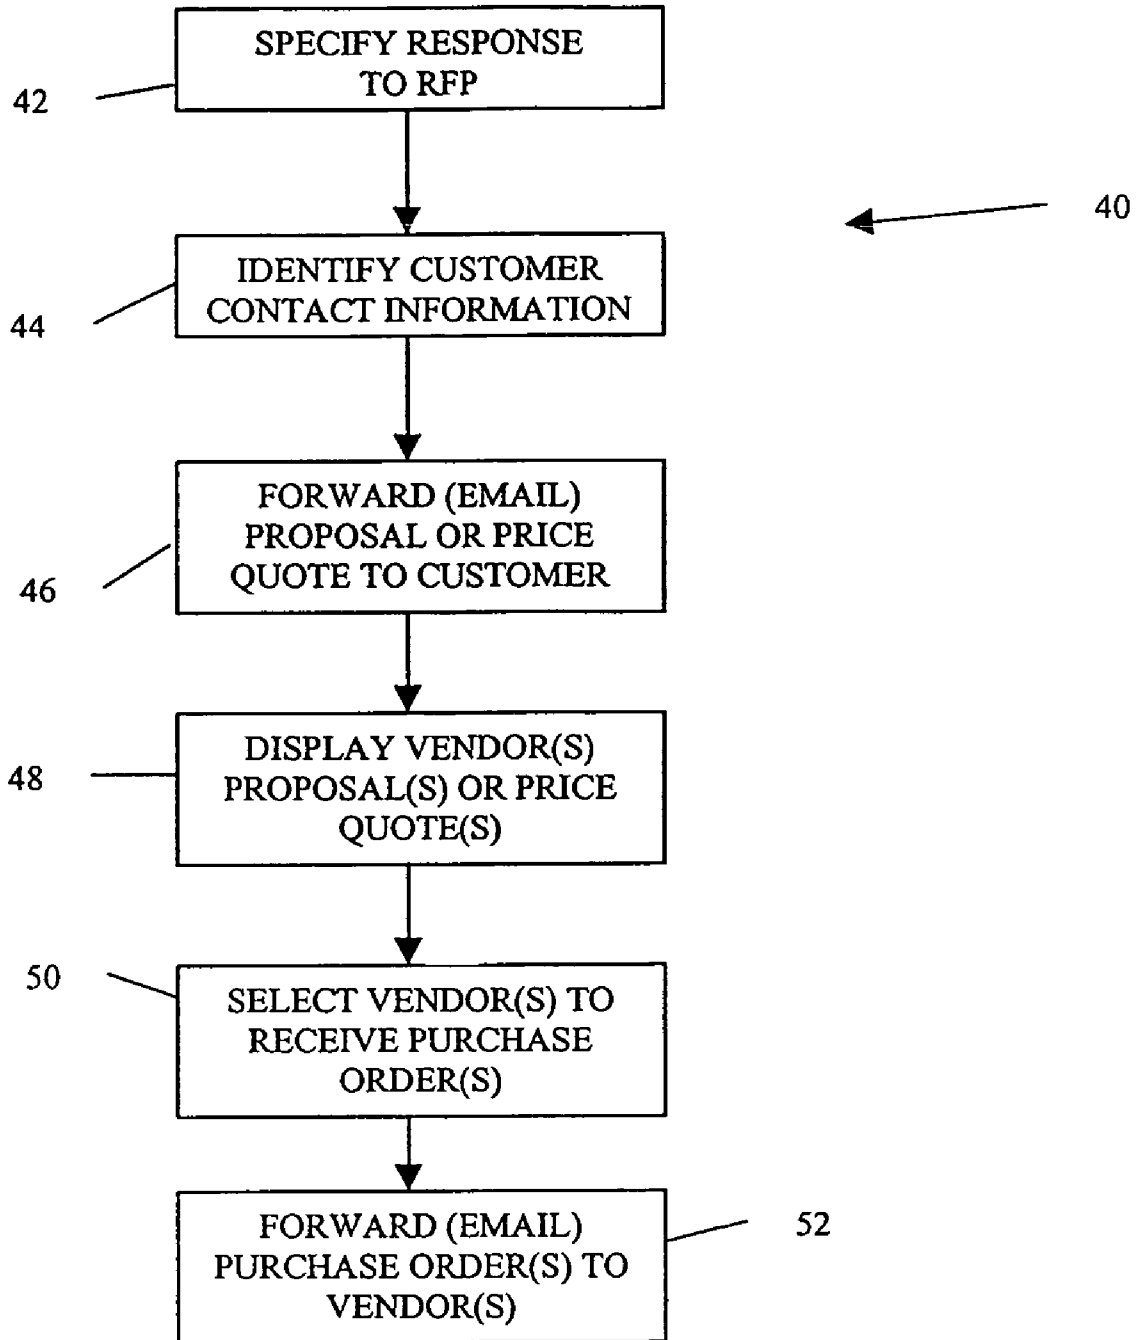 SPECIFY RESPONSE
TO RFP
42
40
IDENTIFY CUSTOMER
CONTACT INFORMATION
44
FORWARD (EMAIL)
PROPOSAL OR PRICE
QUOTE TO CUSTOMER
46
DISPLAY VENDOR(S)
PROPOSAL(S) OR PRICE
QUOTE(S)
48
50
SELECT VENDOR(S) TO
RECEIVE PURCHASE
ORDER(S)
52
FORWARD (EMAIL)
PURCHASE ORDER(S) TO
VENDOR(S)